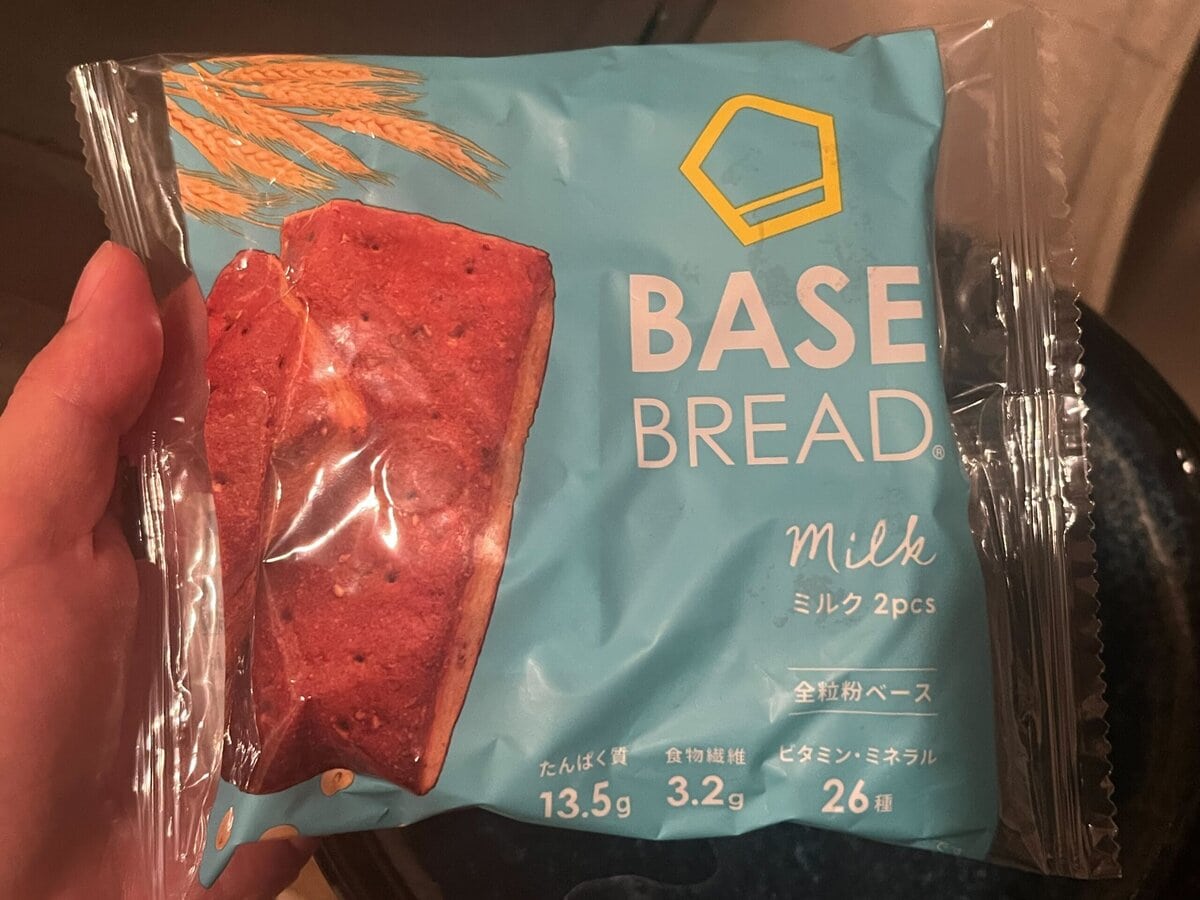 BASE
BREAD®
Milk
ミルク 2pcs
全粒粉ベース
たんぱく質 食物繊維 ビタミン・ミネラル
13.5g 3.2g 26種